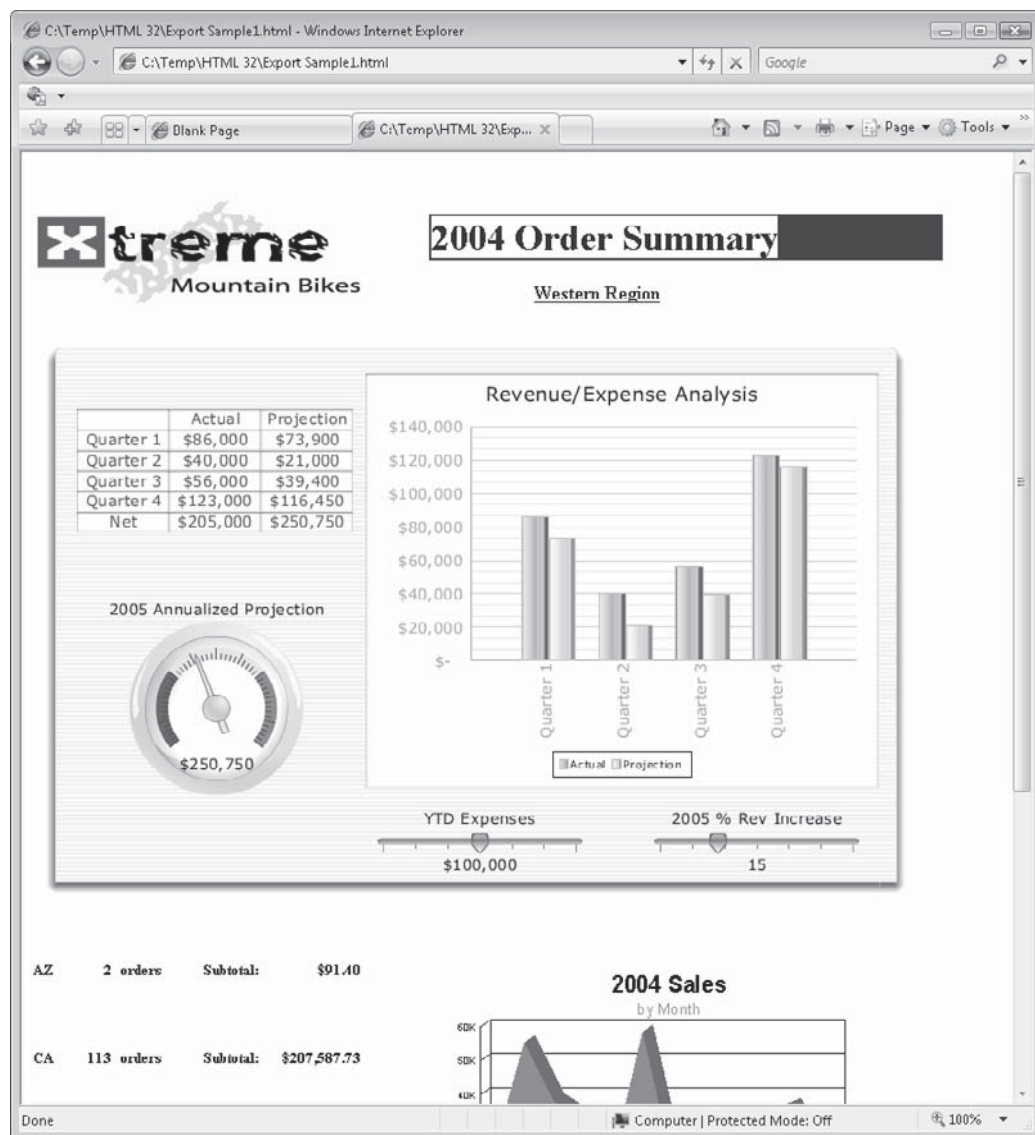 C:\Temp\HTML 32\Export Sample1.html - Windows Internet Explorer
C:\Temp\HTML 32\Export Sample1.html
Google
Blank Page
C:\Temp\HTML 32\Exp...
Page
Tools
Xtreme
Mountain Bikes
2004 Order Summary
Western Region
Actual Projection
Quarter 1 $86,000 $73,900
Quarter 2 $40,000 $21,000
Quarter 3 $56,000 $39,400
Quarter 4 $123,000 $116,450
Net $205,000 $250,750
2005 Annualized Projection
$250,750
Revenue/Expense Analysis
$140,000
$120,000
$100,000
$80,000
$60,000
$40,000
$20,000
$-
Quarter 1
Quarter 2
Quarter 3
Quarter 4
Actual Projection
YTD Expenses
$100,000
2005 % Rev Increase
15
AZ 2 orders Subtotal: $91.40
CA 113 orders Subtotal: $207,587.73
2004 Sales
by Month
60K
50K
40K
Done
Computer | Protected Mode: Off
100%